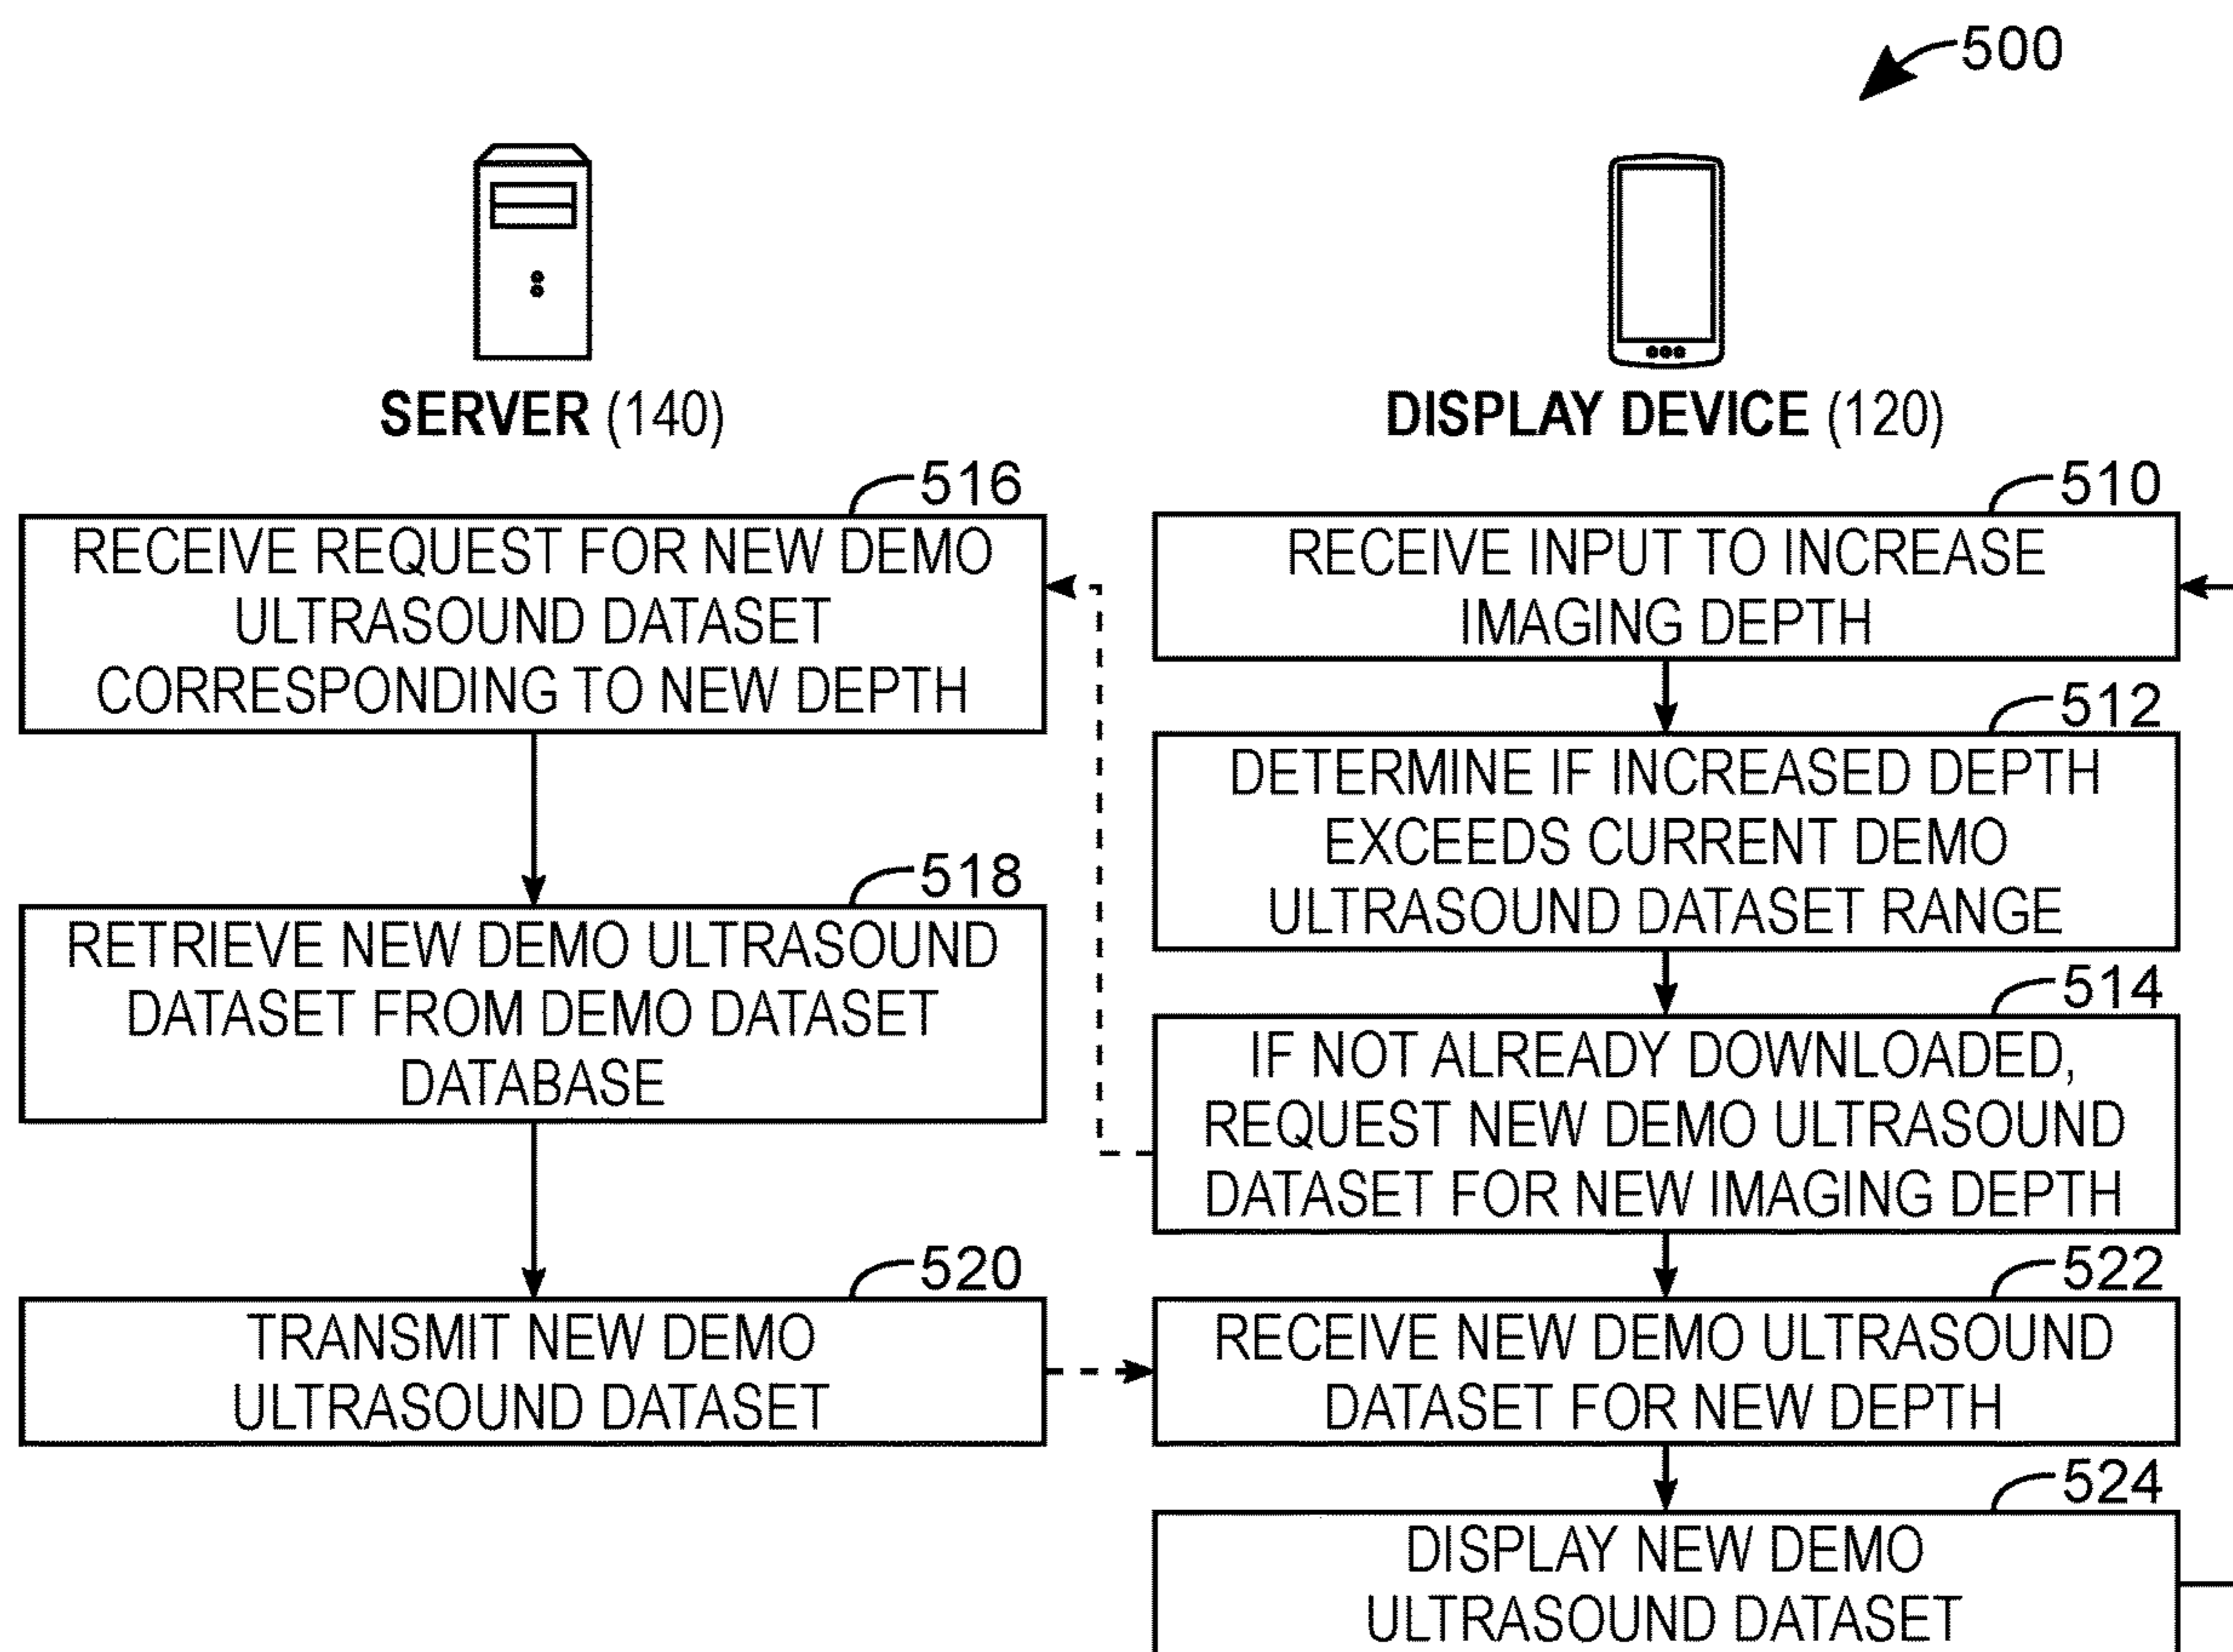 500
SERVER (140)
516
RECEIVE REQUEST FOR NEW DEMO
ULTRASOUND DATASET
CORRESPONDING TO NEW DEPTH
518
RETRIEVE NEW DEMO ULTRASOUND
DATASET FROM DEMO DATASET
DATABASE
520
TRANSMIT NEW DEMO
ULTRASOUND DATASET
DISPLAY DEVICE (120)
510
RECEIVE INPUT TO INCREASE
IMAGING DEPTH
512
DETERMINE IF INCREASED DEPTH
EXCEEDS CURRENT DEMO
ULTRASOUND DATASET RANGE
514
IF NOT ALREADY DOWNLOADED,
REQUEST NEW DEMO ULTRASOUND
DATASET FOR NEW IMAGING DEPTH
522
RECEIVE NEW DEMO ULTRASOUND
DATASET FOR NEW DEPTH
524
DISPLAY NEW DEMO
ULTRASOUND DATASET